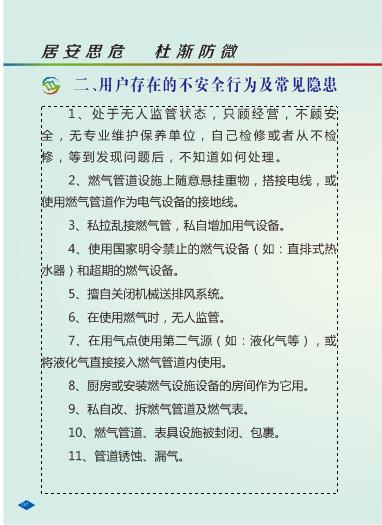 居安思危 杜渐防微
二、用户存在的不安全行为及常见隐患
1、处于无人监管状态，只顾经营，不顾安
全，无专业维护保养单位，自己检修或者从不检
修，等到发现问题后，不知道如何处理。
2、燃气管道设施上随意悬挂重物，搭接电线，或
使用燃气管道作为电气设备的接地线。
3、私拉乱接燃气管，私自增加用气设备。
4、使用国家明令禁止的燃气设备（如：直排式热
水器）和超期的燃气设备。
5、擅自关闭机械送排风系统。
6、在使用燃气时，无人监管。
7、在用气点使用第二气源（如：液化气等），或
将液化气直接接入燃气管道内使用。
8、厨房或安装燃气设施设备的房间作为它用。
9、私自改、拆燃气管道及燃气表。
10、燃气管道、表具设施被封闭、包裹。
11、管道锈蚀、漏气。